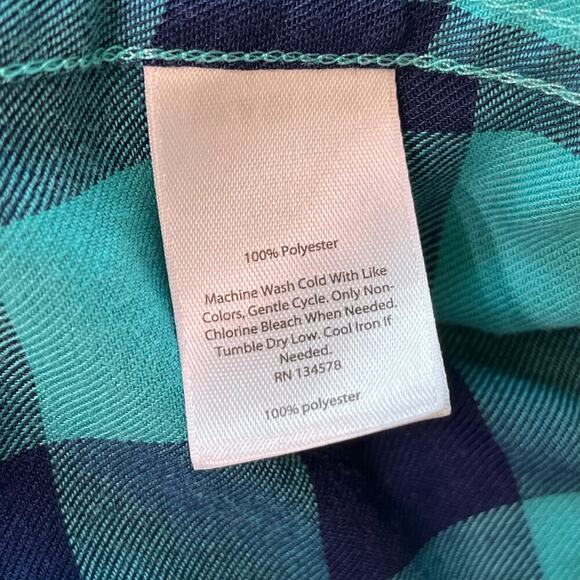 100% Polyester
Machine Wash Cold With Like
Colors, Gentle Cycle. Only Non-
Chlorine Bleach When Needed.
Tumble Dry Low. Cool Iron If
Needed.
RN 134578
100% polyester